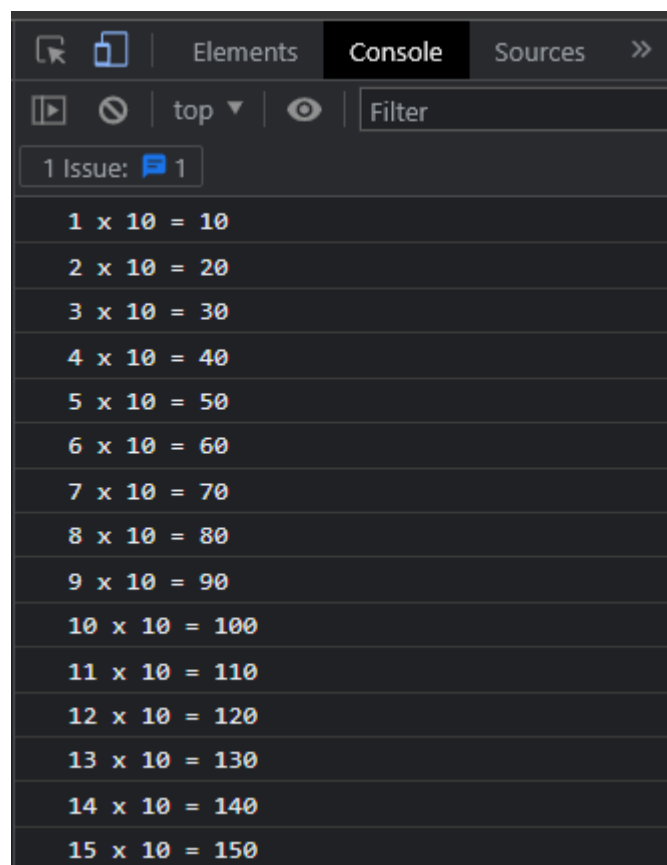 Elements Console Sources »
top ▼ Filter
1 Issue: 1
1 x 10 = 10
2 x 10 = 20
3 x 10 = 30
4 x 10 = 40
5 x 10 = 50
6 x 10 = 60
7 x 10 = 70
8 x 10 = 80
9 x 10 = 90
10 x 10 = 100
11 x 10 = 110
12 x 10 = 120
13 x 10 = 130
14 x 10 = 140
15 x 10 = 150